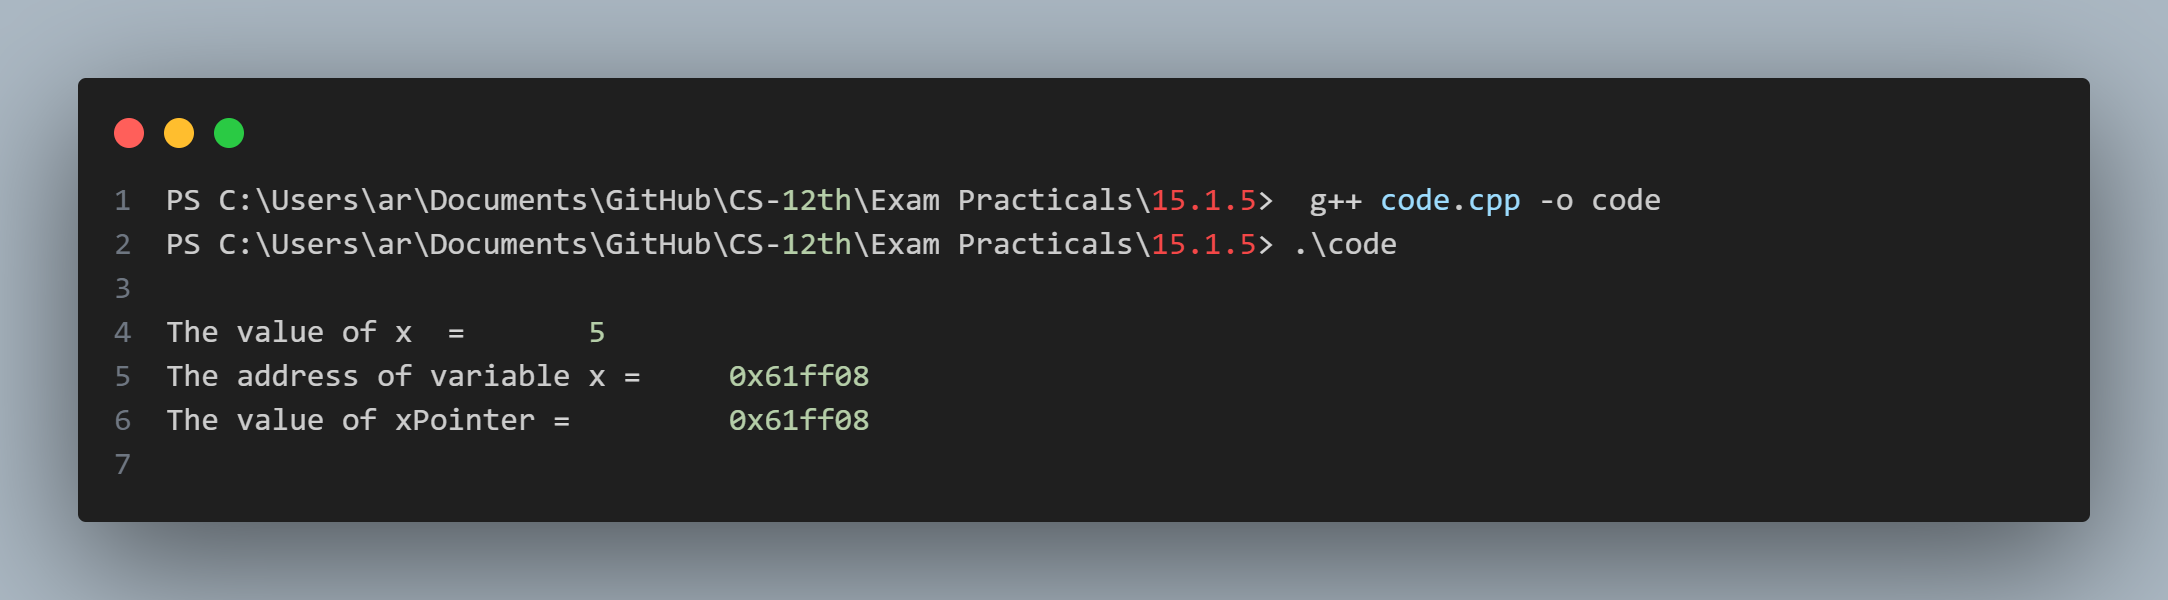 1 PS C:\Users\ar\Documents\GitHub\CS-12th\Exam Practicals\15.1.5>  g++ code.cpp -o code
2 PS C:\Users\ar\Documents\GitHub\CS-12th\Exam Practicals\15.1.5> .\code
3
4 The value of x  =       5
5 The address of variable x =     0x61ff08
6 The value of xPointer =         0x61ff08
7